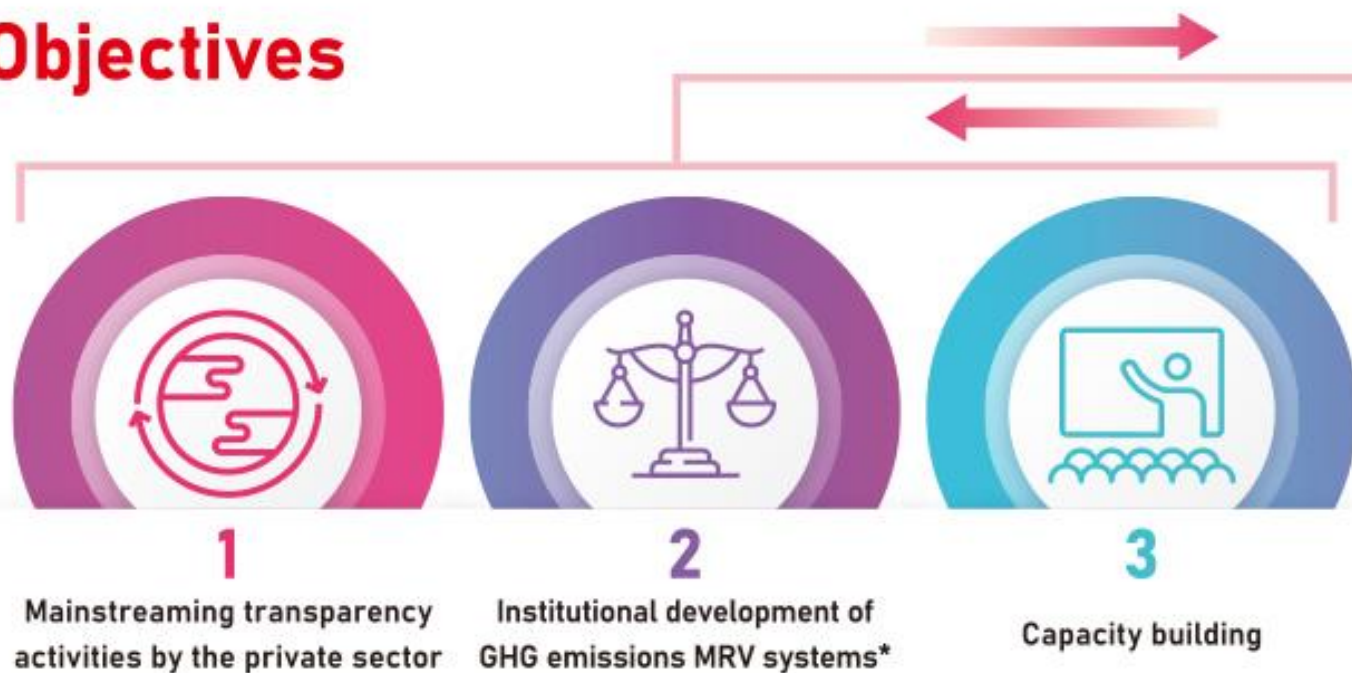 Objectives
1
Mainstreaming transparency
activities by the private sector
2
Institutional development of
GHG emissions MRV systems*
3
Capacity building